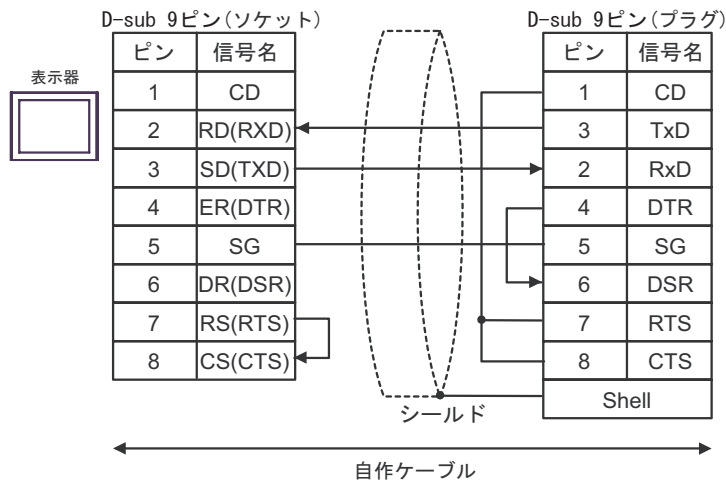 D-sub 9ピン(ソケット)
D-sub 9ピン(プラグ)
表示器
ピン 信号名
1 CD
2 RD(RXD)
3 SD(TXD)
4 ER(DTR)
5 SG
6 DR(DSR)
7 RS(RTS)
8 CS(CTS)
ピン 信号名
1 CD
3 TxD
2 RxD
4 DTR
5 SG
6 DSR
7 RTS
8 CTS
Shell
シールド
自作ケーブル